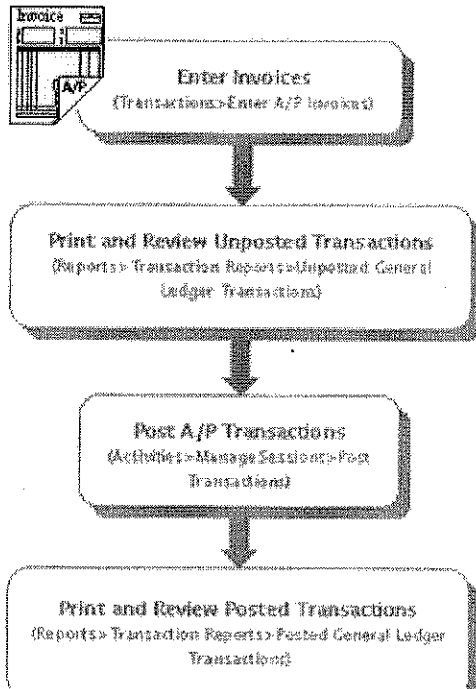 Invoice
A/P
Enter Invoices
(Transactions>Enter A/P Invoices)
Print and Review Unposted Transactions
(Reports> Transaction Reports>Unposted General
Ledger Transactions)
Post A/P Transactions
(Activities>Manage Sessions>Post
Transactions)
Print and Review Posted Transactions
(Reports> Transaction Reports>Posted General Ledger
Transactions)